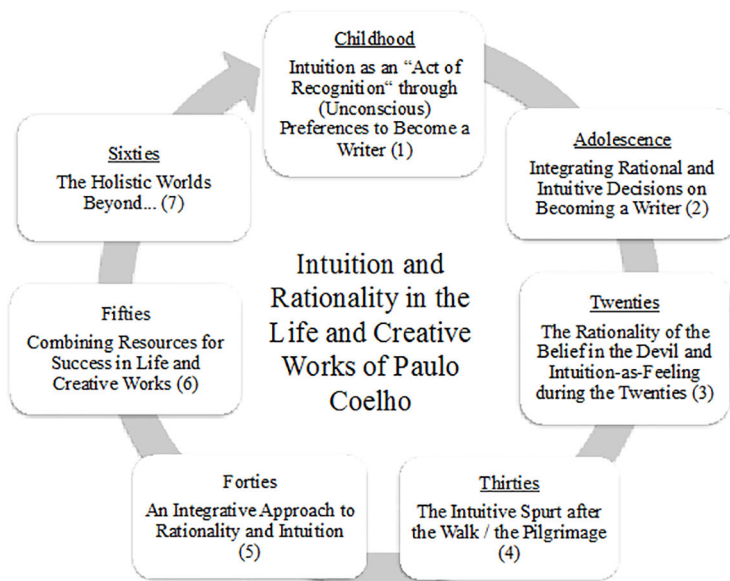 Childhood
Intuition as an “Act of
Recognition“ through
(Unconscious)
Preferences to Become a
Writer (1)
Adolescence
Integrating Rational and
Intuitive Decisions on
Becoming a Writer (2)
Twenties
The Rationality of the
Belief in the Devil and
Intuition-as-Feeling
during the Twenties (3)
Thirties
The Intuitive Spurt after
the Walk / the Pilgrimage
(4)
Forties
An Integrative Approach to
Rationality and Intuition
(5)
Fifties
Combining Resources for
Success in Life and
Creative Works (6)
Sixties
The Holistic Worlds
Beyond... (7)
Intuition and
Rationality in the
Life and Creative
Works of Paulo
Coelho